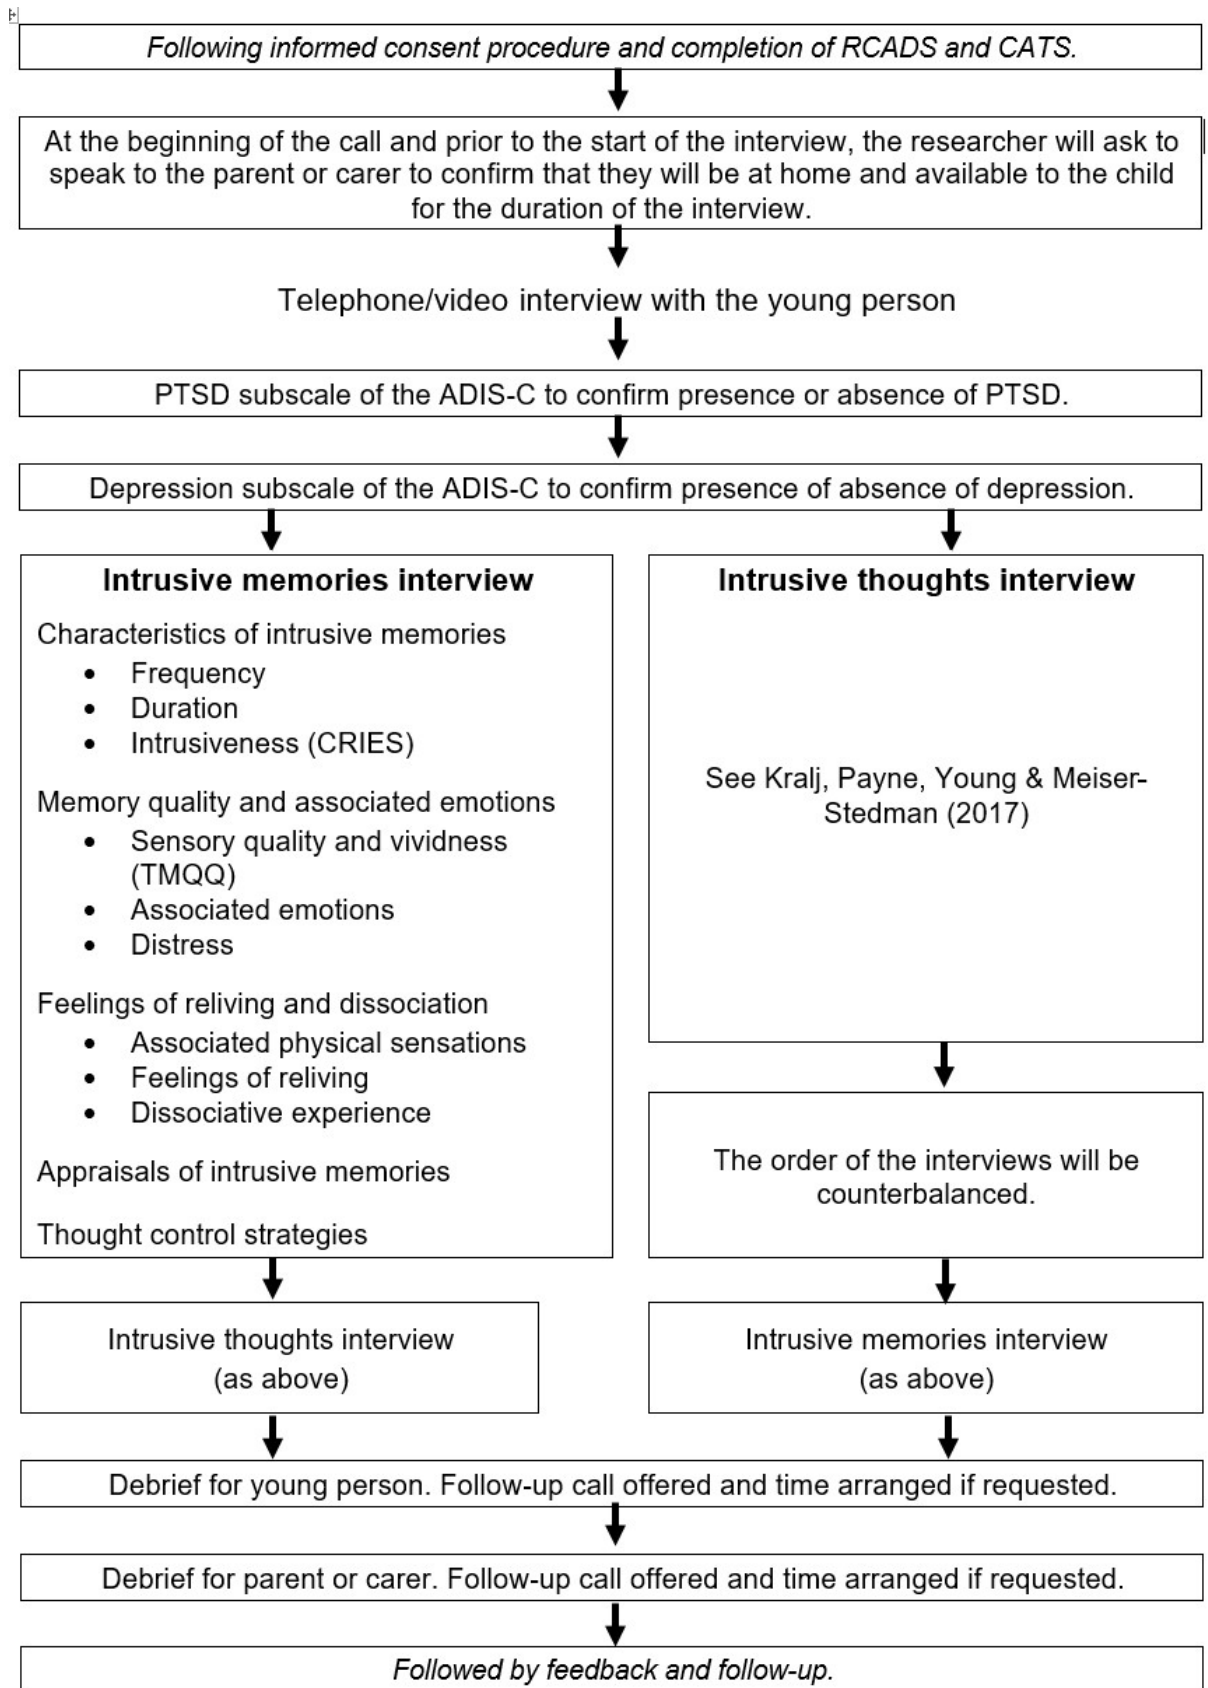 Following informed consent procedure and completion of RCADS and CATS.
At the beginning of the call and prior to the start of the interview, the researcher will ask to
speak to the parent or carer to confirm that they will be at home and available to the child
for the duration of the interview.
Telephone/video interview with the young person
PTSD subscale of the ADIS-C to confirm presence or absence of PTSD.
Depression subscale of the ADIS-C to confirm presence of absence of depression.
Intrusive memories interview
Characteristics of intrusive memories
• Frequency
• Duration
• Intrusiveness (CRIES)
Memory quality and associated emotions
• Sensory quality and vividness
(TMQQ)
• Associated emotions
• Distress
Feelings of reliving and dissociation
• Associated physical sensations
• Feelings of reliving
• Dissociative experience
Appraisals of intrusive memories
Thought control strategies
Intrusive thoughts interview
See Kralj, Payne, Young & Meiser-
Stedman (2017)
The order of the interviews will be
counterbalanced.
Intrusive thoughts interview
(as above)
Intrusive memories interview
(as above)
Debrief for young person. Follow-up call offered and time arranged if requested.
Debrief for parent or carer. Follow-up call offered and time arranged if requested.
Followed by feedback and follow-up.